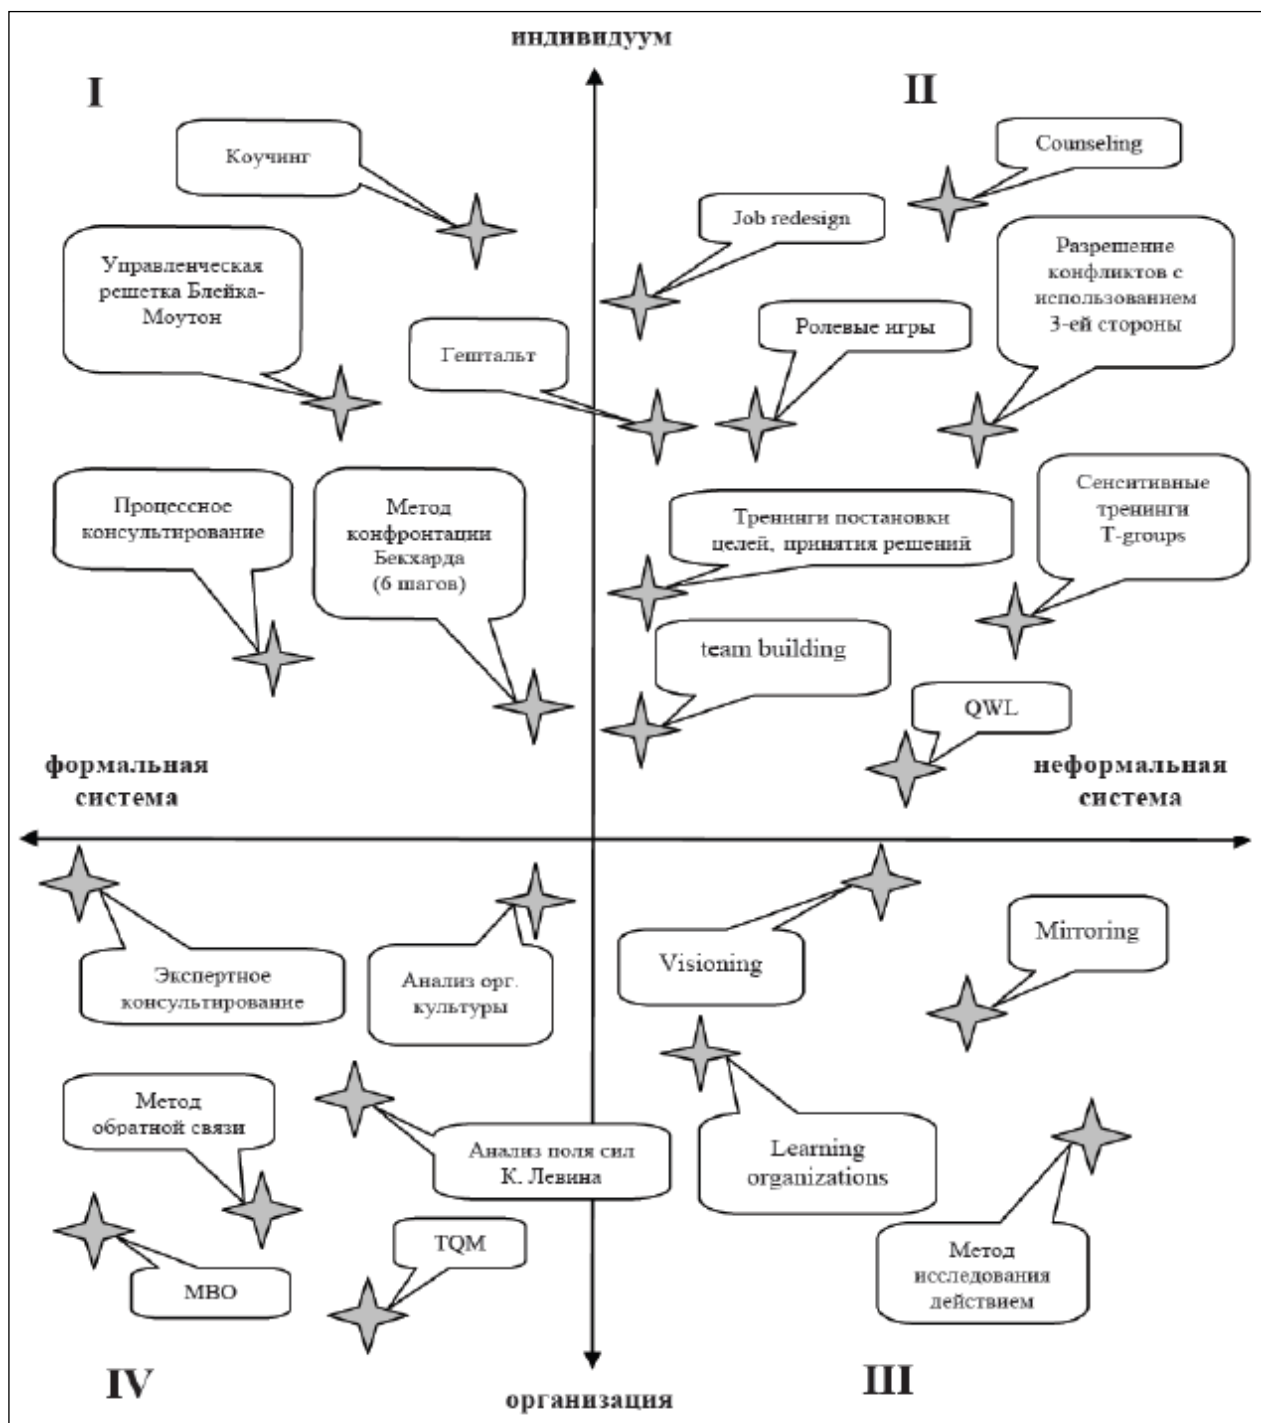 индивидуум
I
II
Коучинг
Counseling
Job redesign
Управленческая
решетка Блейка-
Моутон
Разрешение
конфликтов с
использованием
3-ей стороны
Ролевые игры
Гештальт
Процессное
консультирование
Метод
конфронтации
Бекхарда
(6 шагов)
Тренинги постановки
целей, принятия решений
Сенситивные
тренинги
T-groups
team building
QWL
формальная
система
неформальная
система
Экспертное
консультирование
Анализ орг.
культуры
Visioning
Mirroring
Метод
обратной связи
Анализ поля сил
К. Левина
Learning
organizations
MBO
TQM
Метод
исследования
действием
IV
III
организация